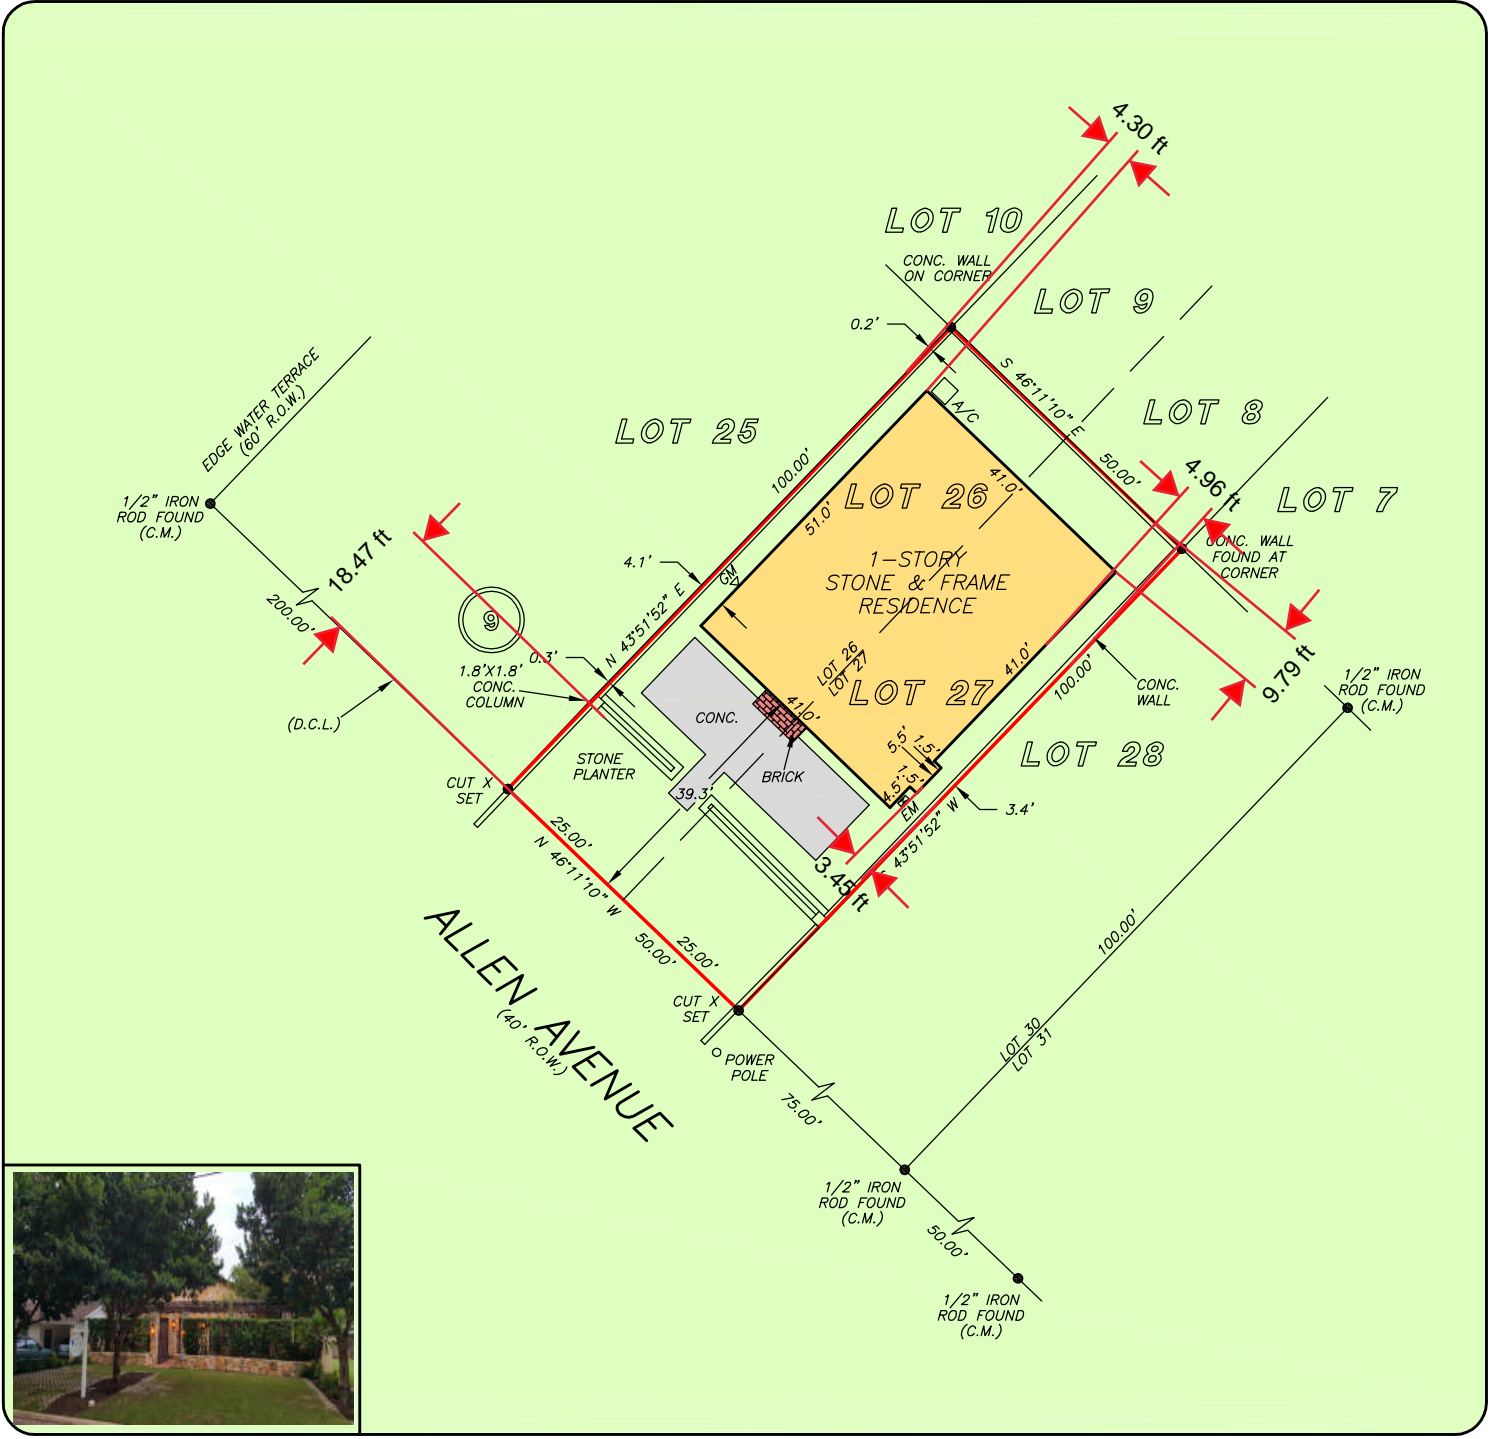 4.30 ft
LOT 10
CONC. WALL
ON CORNER
LOT 9
0.2'
EDGE WATER TERRACE
(60' R.O.W.)
S 46°11'10" E
50.00'
A/C
LOT 8
LOT 25
100.00'
4.96 ft
LOT 7
1/2" IRON
ROD FOUND
(C.M.)
LOT 26
41.0'
51.0'
CONC. WALL
FOUND AT
CORNER
18.47 ft
200.00'
4.1'
GM
1-STORY
STONE & FRAME
RESIDENCE
9
N 43°51'52" E
0.3'
1.8'X1.8'
CONC.
COLUMN
LOT 26
LOT 27
41.0'
100.00'
LOT 27
CONC.
WALL
9.79 ft
1/2" IRON
ROD FOUND
(C.M.)
(D.C.L.)
CONC.
41.0'
STONE
PLANTER
BRICK
5.5'
1.5'
1.5'
4.5'
LOT 28
CUT X
SET
39.3'
EM
3.4'
43°51'52" W
25.00'
N 46°11'10" W
50.00'
25.00'
3.45 ft
ALLEN AVENUE
(40' R.O.W.)
100.00'
CUT X
SET
POWER
POLE
LOT 30
LOT 31
75.00'
1/2" IRON
ROD FOUND
(C.M.)
50.00'
1/2" IRON
ROD FOUND
(C.M.)